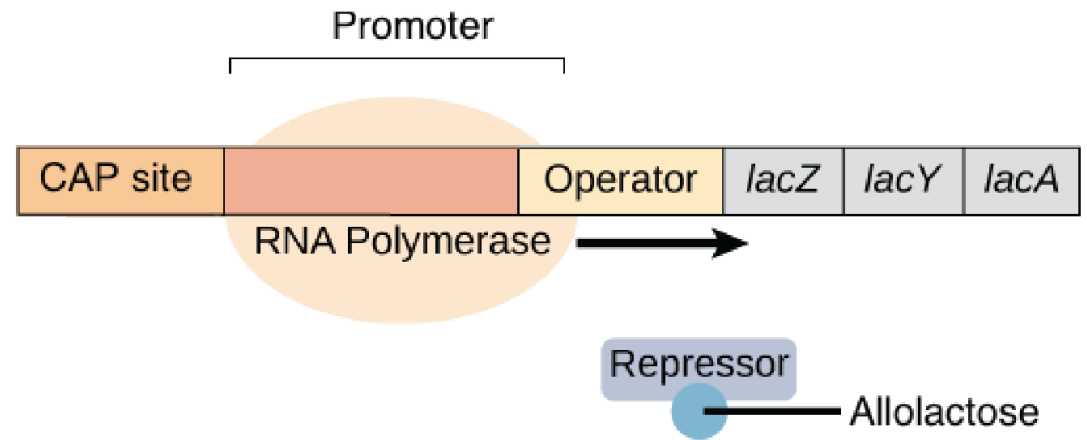 Promoter
CAP site
Operator
lacZ
lacY
lacA
RNA Polymerase
Repressor
Allolactose